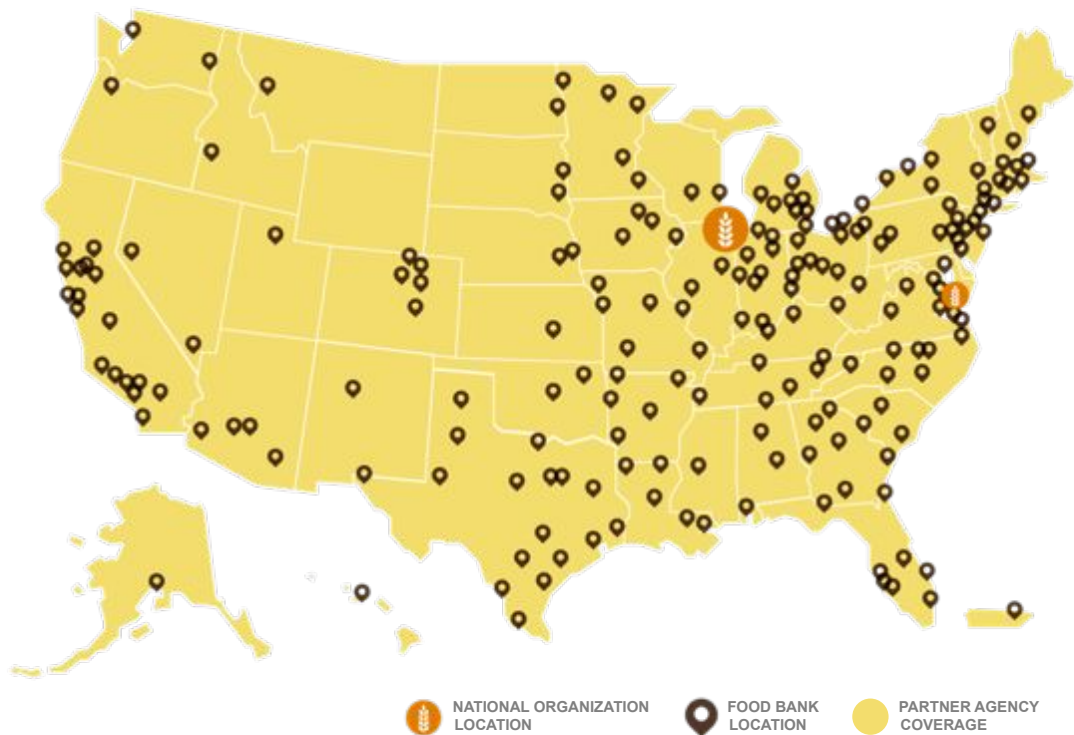 NATIONAL ORGANIZATION
LOCATION
FOOD BANK
LOCATION
PARTNER AGENCY
COVERAGE